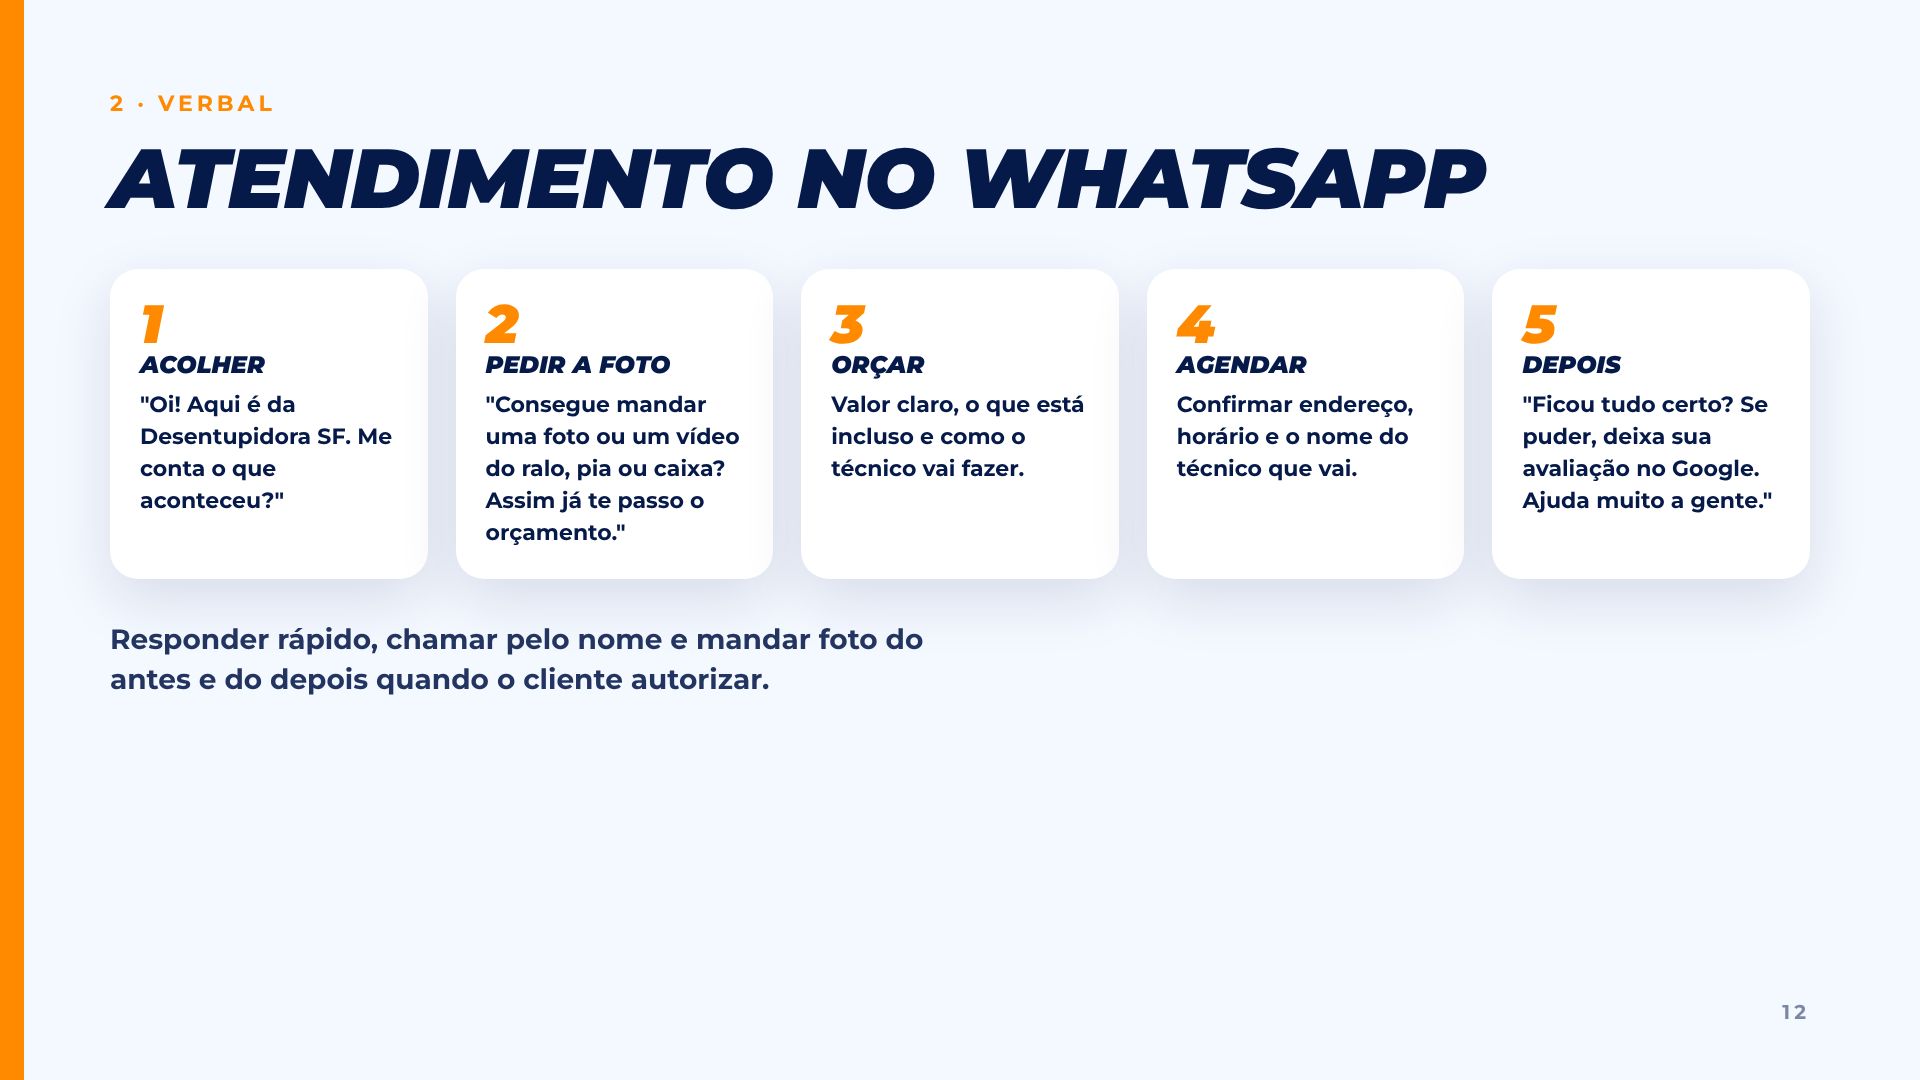 2 · VERBAL
ATENDIMENTO NO WHATSAPP
1
ACOLHER
"Oi! Aqui é da
Desentupidora SF. Me
conta o que
aconteceu?"
2
PEDIR A FOTO
"Consegue mandar
uma foto ou um vídeo
do ralo, pia ou caixa?
Assim já te passo o
orçamento."
3
ORÇAR
Valor claro, o que está
incluso e como o
técnico vai fazer.
4
AGENDAR
Confirmar endereço,
horário e o nome do
técnico que vai.
5
DEPOIS
"Ficou tudo certo? Se
puder, deixa sua
avaliação no Google.
Ajuda muito a gente."
Responder rápido, chamar pelo nome e mandar foto do
antes e do depois quando o cliente autorizar.
12